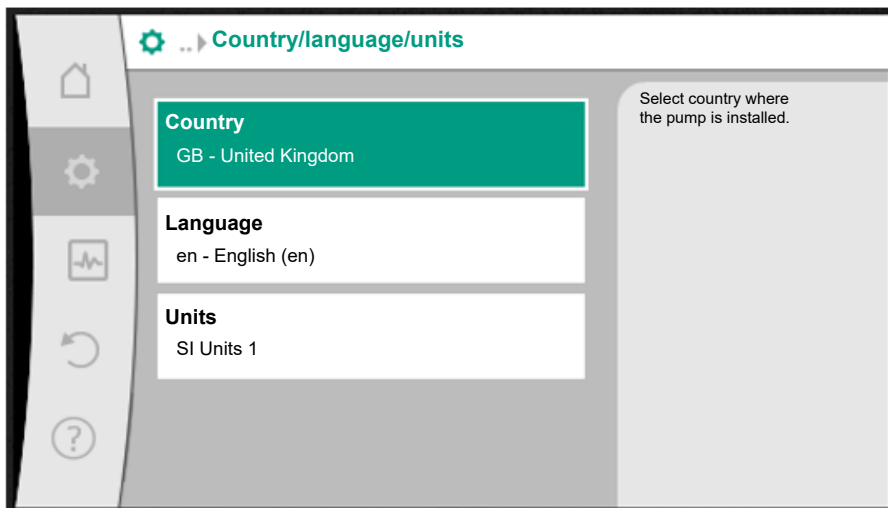 .. Country/language/units
Country
GB - United Kingdom
Language
en - English (en)
Units
SI Units 1
Select country where
the pump is installed.
?